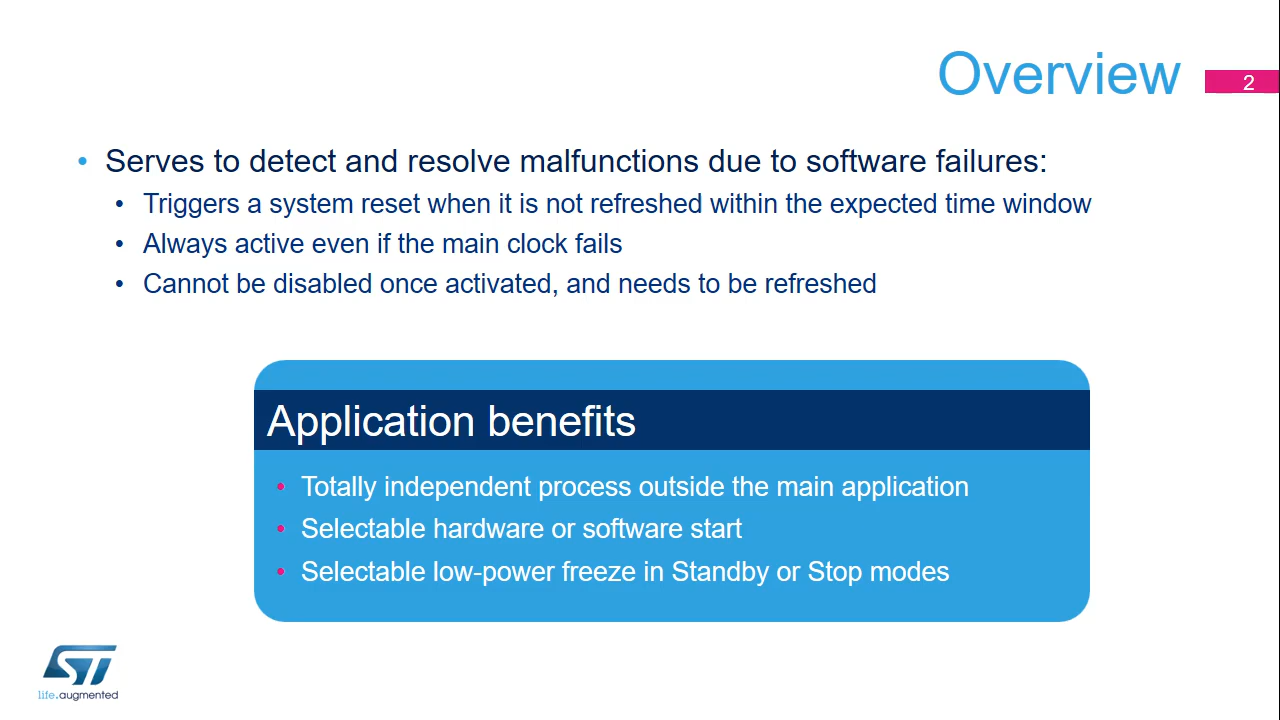 Overview
2
• Serves to detect and resolve malfunctions due to software failures:
• Triggers a system reset when it is not refreshed within the expected time window
• Always active even if the main clock fails
• Cannot be disabled once activated, and needs to be refreshed
Application benefits
• Totally independent process outside the main application
• Selectable hardware or software start
• Selectable low-power freeze in Standby or Stop modes
ST
life.augmented